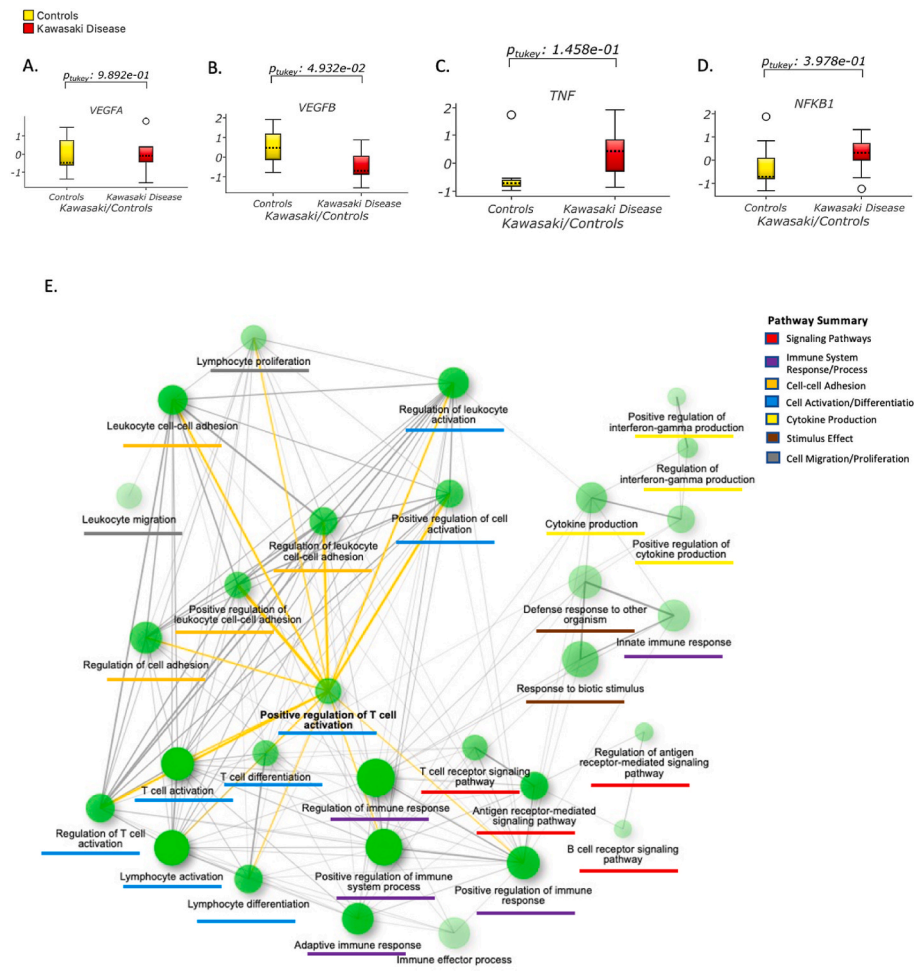 Controls
Kawasaki Disease
A.
B.
C.
D.
ptukey: 9.892e-01
ptukey: 4.932e-02
ptukey: 1.458e-01
ptukey: 3.978e-01
VEGFA
VEGFB
TNF
NFKB1
1
0
-1
2
1
0
-1
2
1
0
-1
2
1
0
-1
Controls
Kawasaki Disease
Kawasaki/Controls
Controls
Kawasaki Disease
Kawasaki/Controls
Controls
Kawasaki Disease
Kawasaki/Controls
Controls
Kawasaki Disease
Kawasaki/Controls
E.
Pathway Summary
Signaling Pathways
Immune System
Response/Process
Cell-cell Adhesion
Cell Activation/Differentiatio
Cytokine Production
Stimulus Effect
Cell Migration/Proliferation
Lymphocyte proliferation
Leukocyte cell-cell adhesion
Regulation of leukocyte
activation
Positive regulation of
interferon-gamma production
Regulation of
interferon-gamma production
Leukocyte migration
Positive regulation of cell
activation
Cytokine production
Positive regulation of
cytokine production
Regulation of leukocyte
cell-cell adhesion
Positive regulation of
leukocyte cell-cell adhesion
Defense response to other
organism
Innate immune response
Regulation of cell adhesion
Response to biotic stimulus
Positive regulation of T cell
activation
T cell activation
T cell differentiation
Regulation of immune response
T cell receptor signaling
pathway
Regulation of antigen
receptor-mediated signaling
pathway
Antigen receptor-mediated
signaling pathway
Regulation of T cell
activation
B cell receptor signaling
pathway
Lymphocyte activation
Positive regulation of immune
system process
Positive regulation of immune
response
Lymphocyte differentiation
Adaptive immune response
Immune effector process